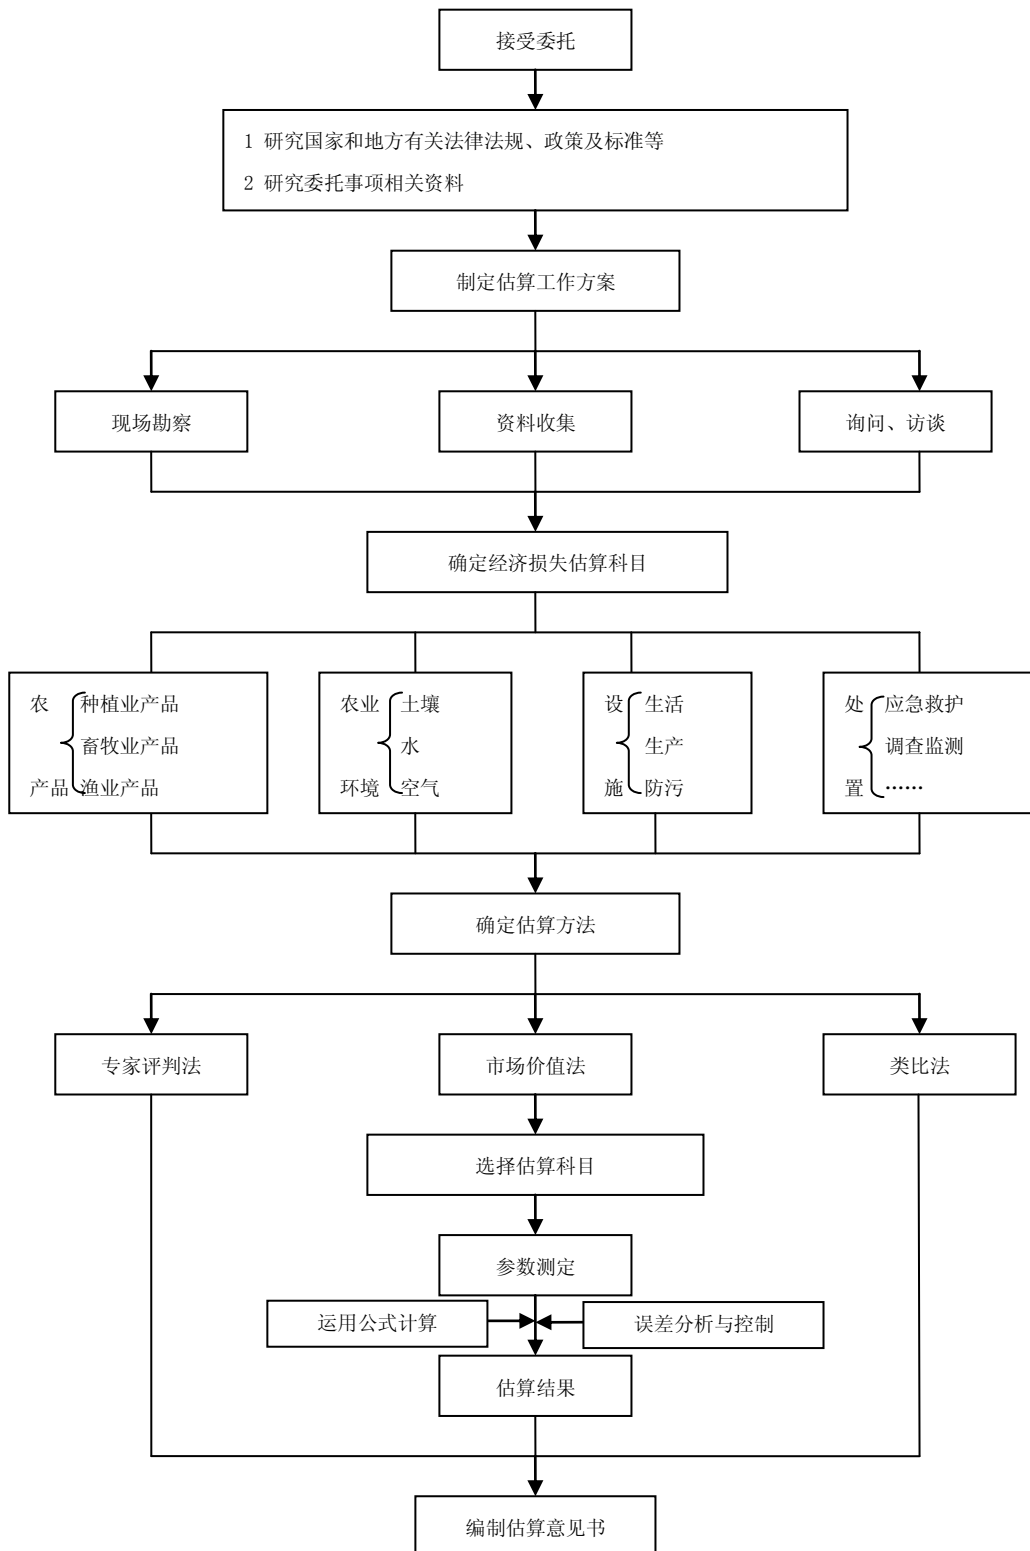 接受委托
1 研究国家和地方有关法律法规、政策及标准等
2 研究委托事项相关资料
制定估算工作方案
现场勘察
资料收集
询问、访谈
确定经济损失估算科目
农 种植业产品
畜牧业产品
产品 渔业产品
农业 土壤
水
环境 空气
设 生活
生产
施 防污
处 应急救护
调查监测
置 ……
确定估算方法
专家评判法
市场价值法
类比法
选择估算科目
参数测定
运用公式计算
误差分析与控制
估算结果
编制估算意见书